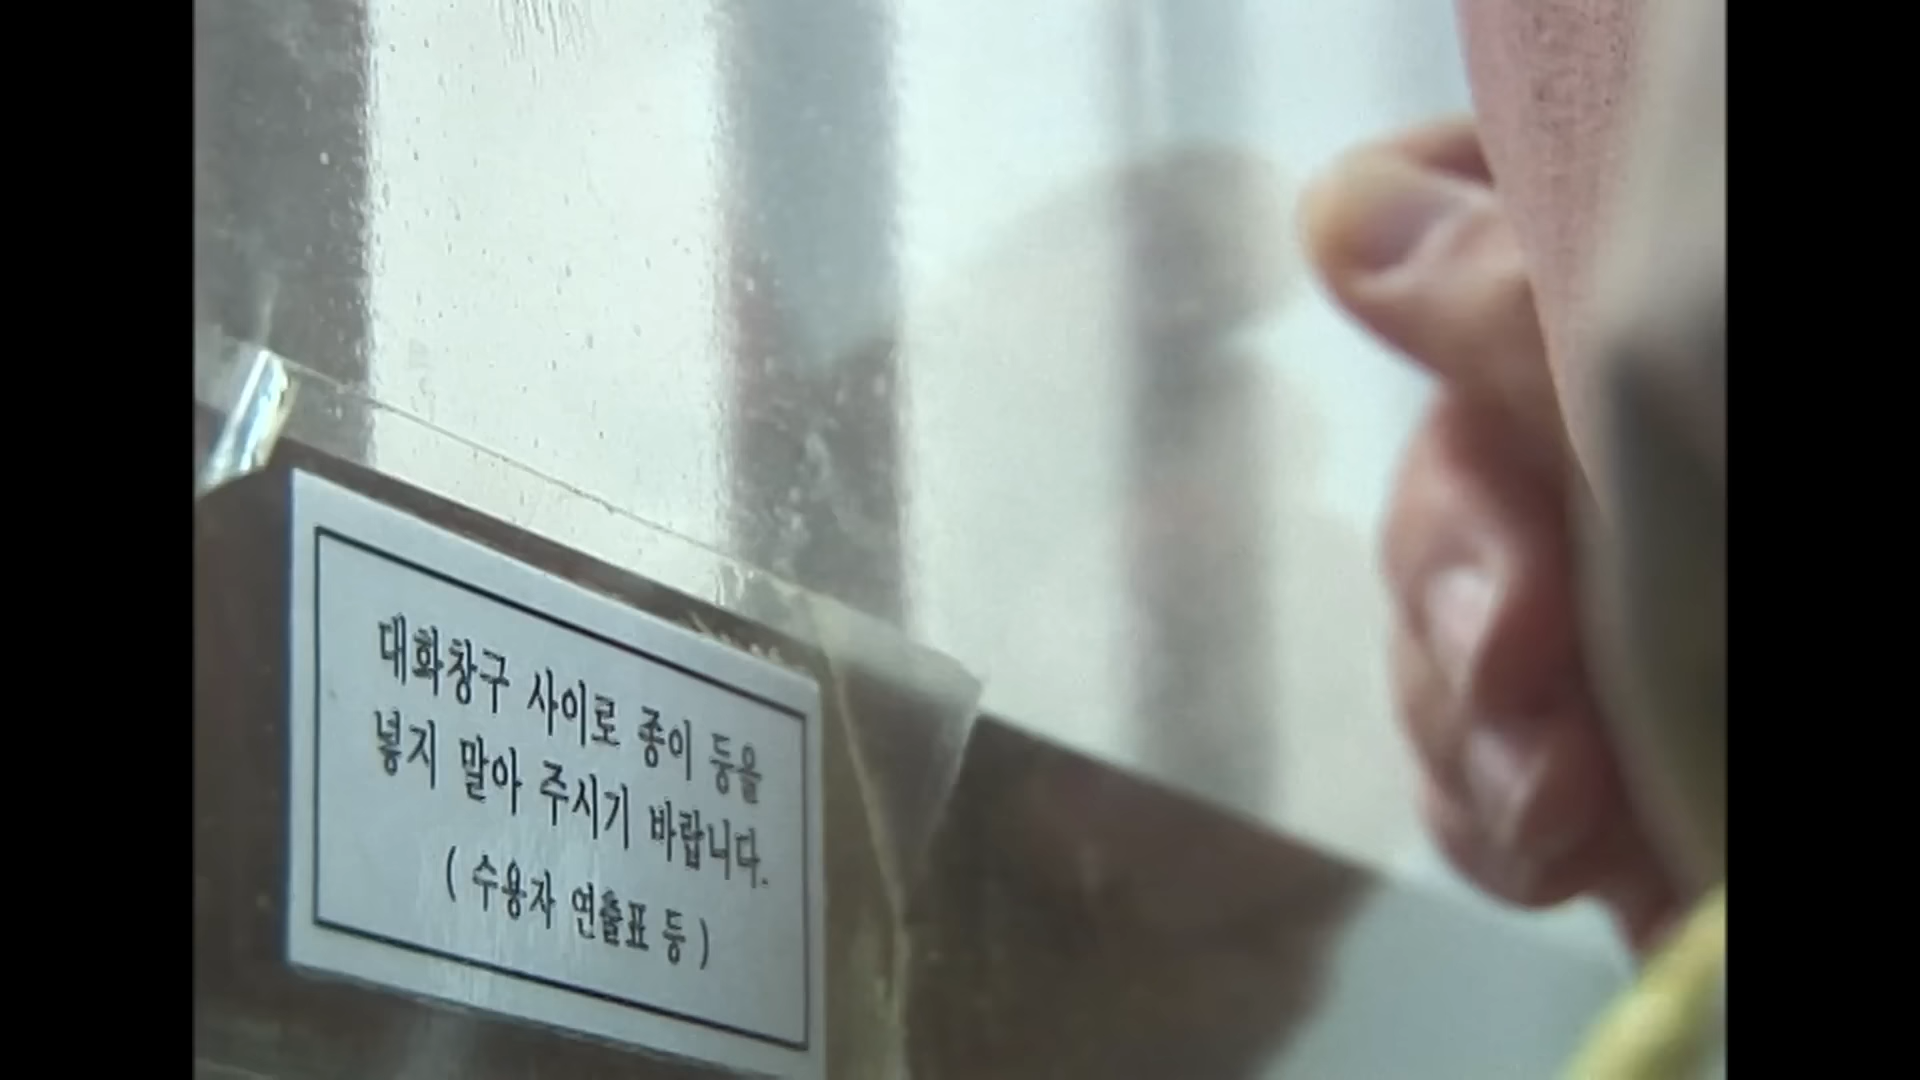 대화창구 사이로 종이 등을
넣지 말아 주시기 바랍니다.
( 수용자 연출표 등 )